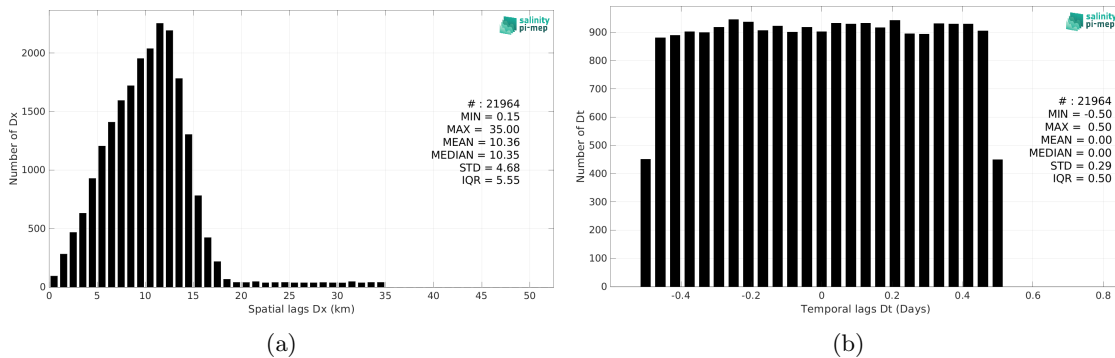 salinity
pi-mep
2000
1500
1000
500
0
Number of Dx
# : 21964
MIN = 0.15
MAX = 35.00
MEAN = 10.36
MEDIAN = 10.35
STD = 4.68
IQR = 5.55
0 5 10 15 20 25 30 35 40 45 50
Spatial lags Dx (km)
(a)
salinity
pi-mep
900
800
700
600
500
400
300
200
100
0
Number of Dt
# : 21964
MIN = -0.50
MAX = 0.50
MEAN = 0.00
MEDIAN = 0.00
STD = 0.29
IQR = 0.50
-0.4 -0.2 0 0.2 0.4 0.6 0.8
Temporal lags Dt (Days)
(b)